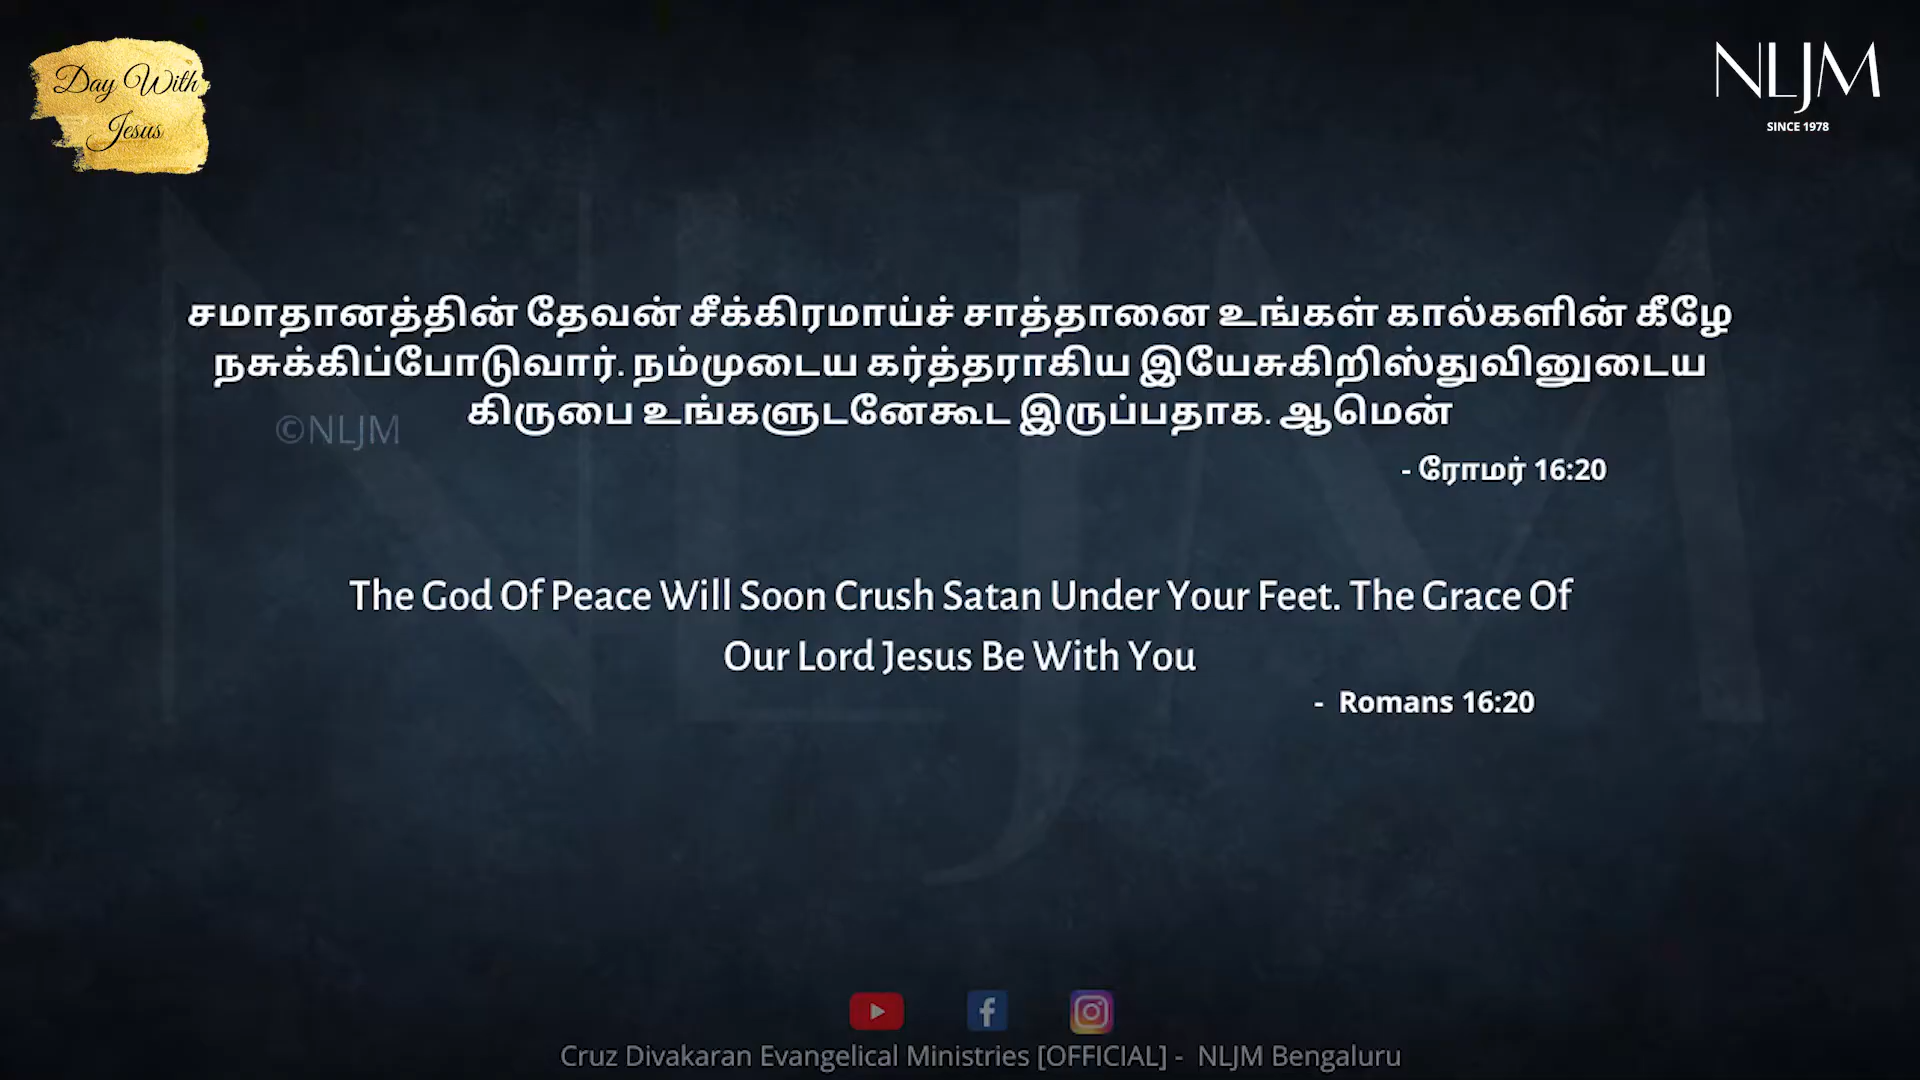 Day With
Jesus
NLJM
SINCE 1978
சமாதானத்தின் தேவன் சீக்கிரமாய்ச் சாத்தானை உங்கள் கால்களின் கீழே
நசுக்கிப்போடுவார். நம்முடைய கர்த்தராகிய இயேசுகிறிஸ்துவினுடைய
கிருபை உங்களுடனேகூட இருப்பதாக. ஆமென்
©NLJM
- ரோமர் 16:20
The God Of Peace Will Soon Crush Satan Under Your Feet. The Grace Of
Our Lord Jesus Be With You
- Romans 16:20
Cruz Divakaran Evangelical Ministries [OFFICIAL] - NLJM Bengaluru